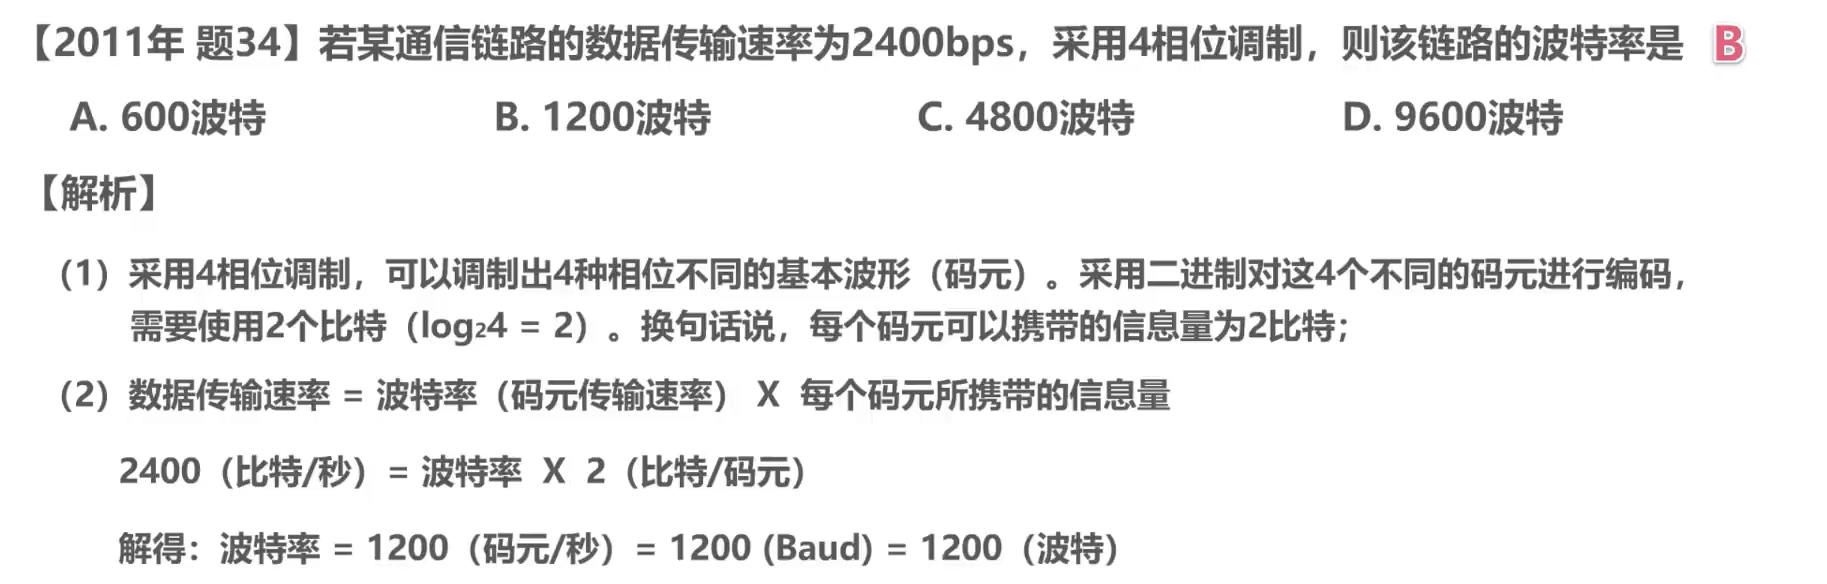 【2011年 题34】若某通信链路的数据传输速率为2400bps，采用4相位调制，则该链路的波特率是 B
A. 600波特 B. 1200波特 C. 4800波特 D. 9600波特
【解析】
（1）采用4相位调制，可以调制出4种相位不同的基本波形（码元）。采用二进制对这4个不同的码元进行编码，
需要使用2个比特（log₂4 = 2）。换句话说，每个码元可以携带的信息量为2比特；
（2）数据传输速率 = 波特率（码元传输速率） X 每个码元所携带的信息量
2400（比特/秒）= 波特率 X 2（比特/码元）
解得：波特率 = 1200（码元/秒）= 1200 (Baud) = 1200（波特）